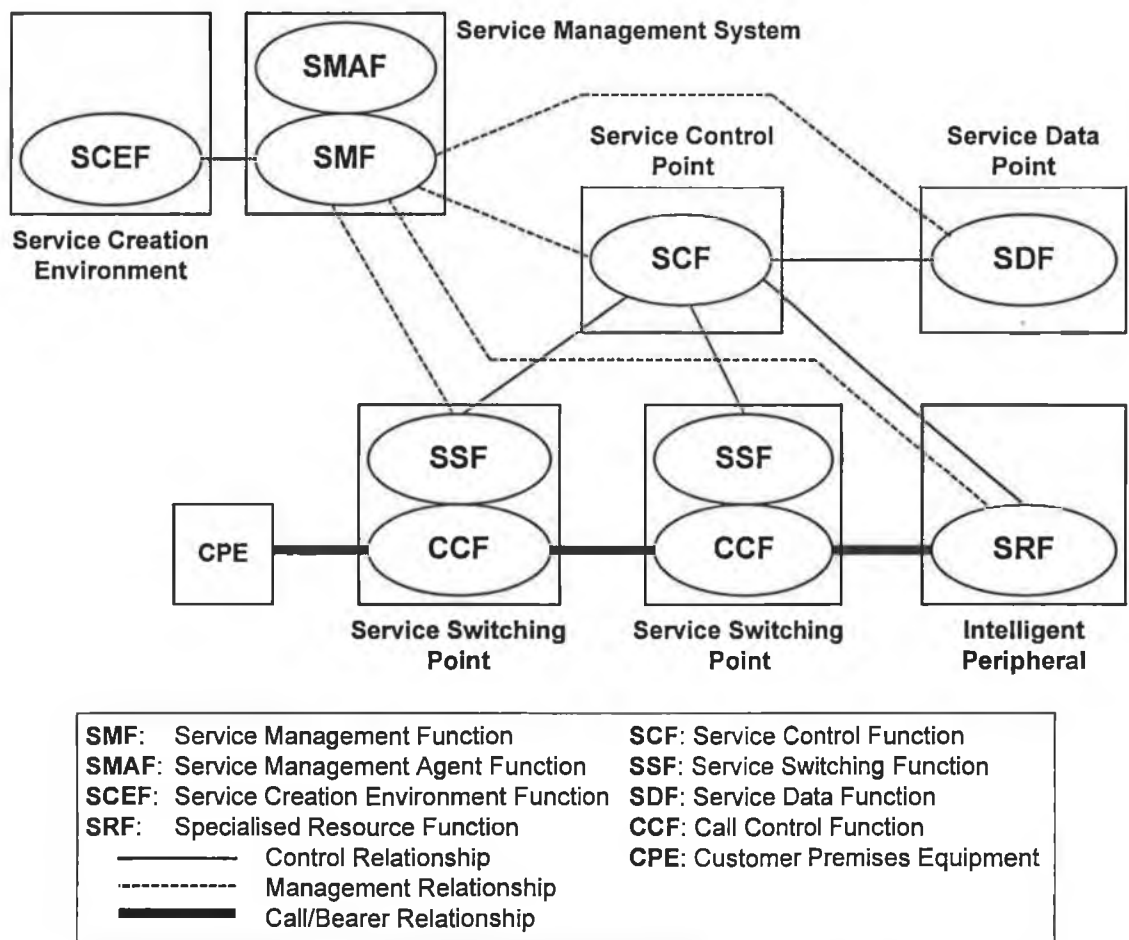 Service Management System
SMAF
SCEF
SMF
Service Creation
Environment
Service Control
Point
SCF
Service Data
Point
SDF
SSF
SSF
CPE
CCF
CCF
SRF
Service Switching
Point
Service Switching
Point
Intelligent
Peripheral
SMF: Service Management Function
SMAF: Service Management Agent Function
SCEF: Service Creation Environment Function
SRF: Specialised Resource Function
Control Relationship
Management Relationship
Call/Bearer Relationship
SCF: Service Control Function
SSF: Service Switching Function
SDF: Service Data Function
CCF: Call Control Function
CPE: Customer Premises Equipment